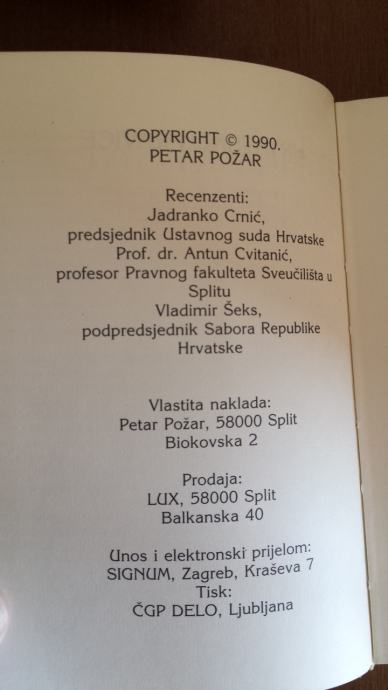 COPYRIGHT © 1990.
PETAR POŽAR
Recenzenti:
Jadranko Crnić,
predsjednik Ustavnog suda Hrvatske
Prof. dr. Antun Cvitanić,
profesor Pravnog fakulteta Sveučilišta u
Splitu
Vladimir Šeks,
podpredsjednik Sabora Republike
Hrvatske
Vlastita naklada:
Petar Požar, 58000 Split
Biokovska 2
Prodaja:
LUX, 58000 Split
Balkanska 40
Unos i elektronski prijelom:
SIGNUM, Zagreb, Kraševa 7
Tisk:
ČGP DELO, Ljubljana